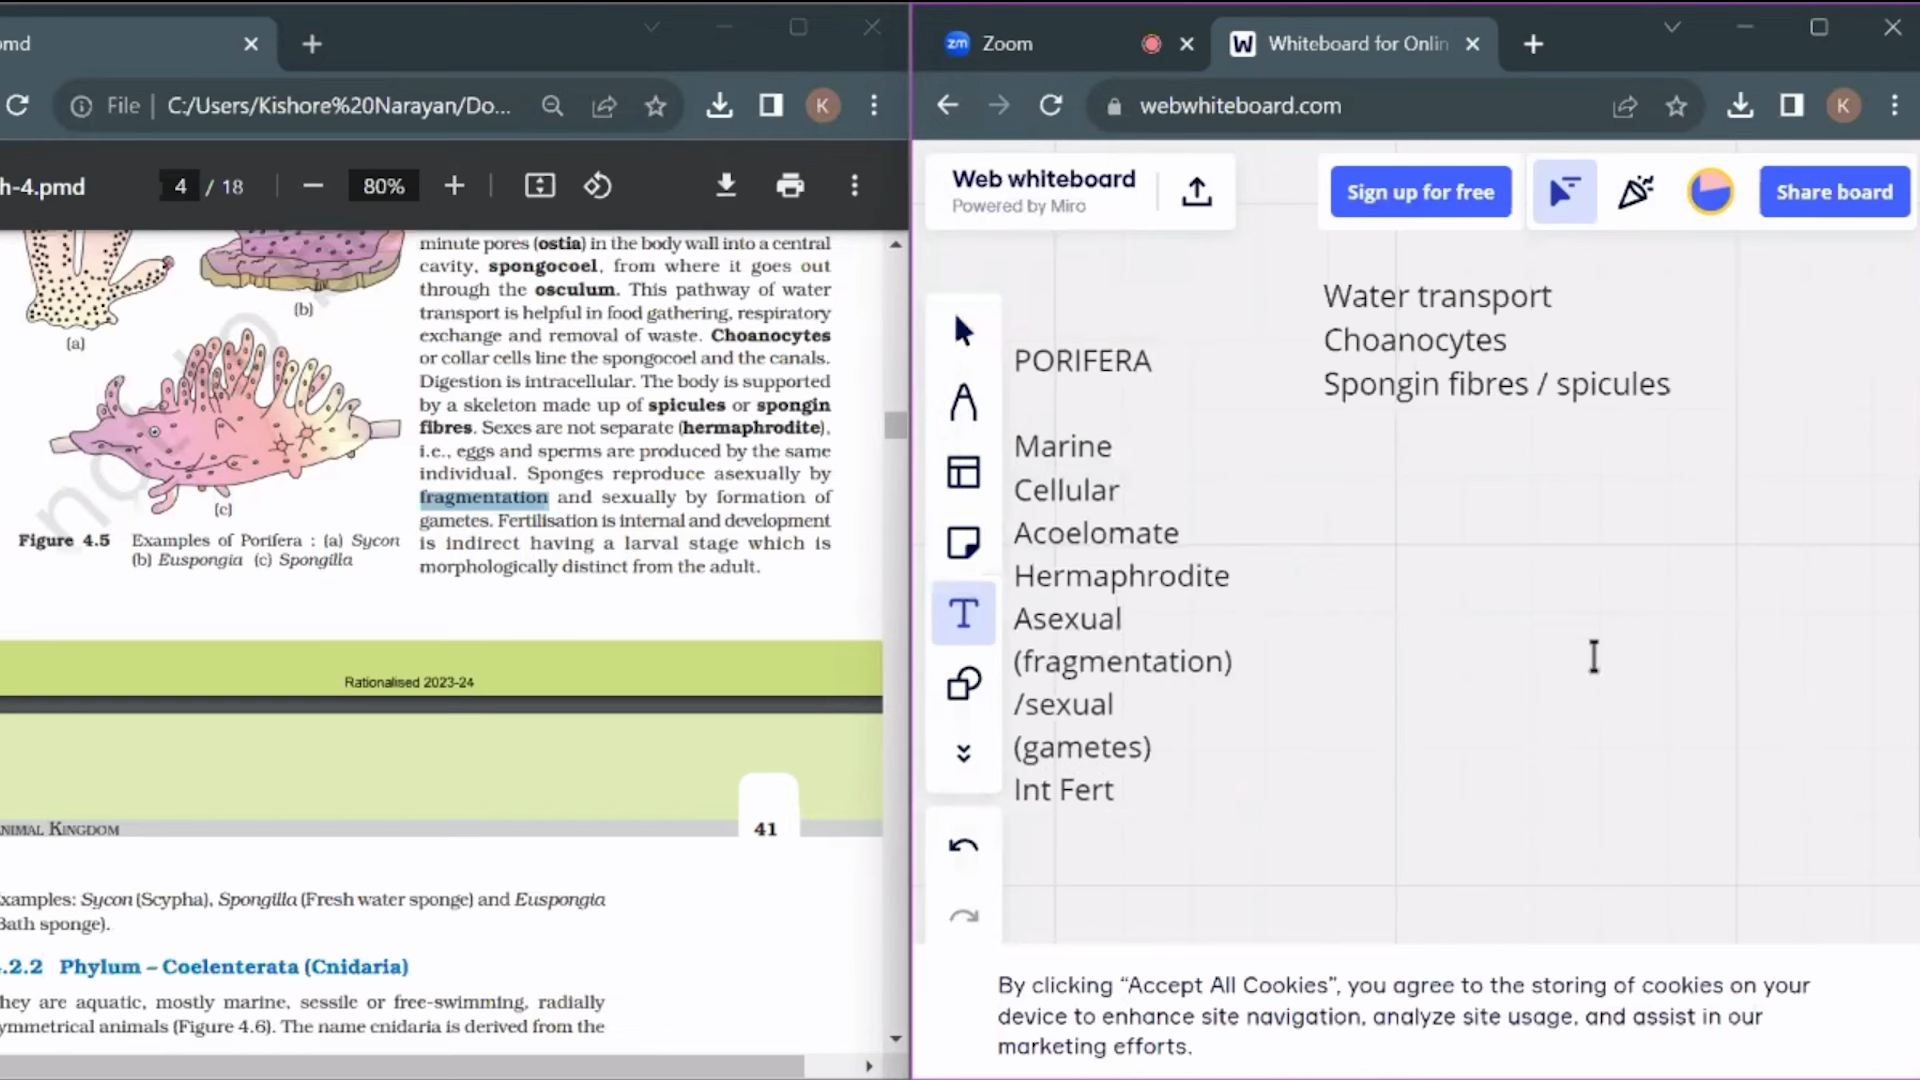 omd
Zoom
Whiteboard for Onlin
File
C:/Users/Kishore%20Narayan/Do...
K
webwhiteboard.com
K
h-4.pmd
4 / 18
80%
Web whiteboard
Powered by Miro
Sign up for free
Share board
(a)
(b)
(c)
Figure 4.5 Examples of Porifera : (a) Sycon
(b) Euspongia (c) Spongilla
minute pores (ostia) in the body wall into a central
cavity, spongocoel, from where it goes out
through the osculum. This pathway of water
transport is helpful in food gathering, respiratory
exchange and removal of waste. Choanocytes
or collar cells line the spongocoel and the canals.
Digestion is intracellular. The body is supported
by a skeleton made up of spicules or spongin
fibres. Sexes are not separate (hermaphrodite),
i.e., eggs and sperms are produced by the same
individual. Sponges reproduce asexually by
fragmentation and sexually by formation of
gametes. Fertilisation is internal and development
is indirect having a larval stage which is
morphologically distinct from the adult.
Rationalised 2023-24
NIMAL KINGDOM
41
xamples: Sycon (Scypha), Spongilla (Fresh water sponge) and Euspongia
Bath sponge).
.2.2 Phylum – Coelenterata (Cnidaria)
hey are aquatic, mostly marine, sessile or free-swimming, radially
ymmetrical animals (Figure 4.6). The name cnidaria is derived from the
PORIFERA
Marine
Cellular
Acoelomate
Hermaphrodite
Asexual
(fragmentation)
/sexual
(gametes)
Int Fert
Water transport
Choanocytes
Spongin fibres / spicules
By clicking “Accept All Cookies”, you agree to the storing of cookies on your
device to enhance site navigation, analyze site usage, and assist in our
marketing efforts.